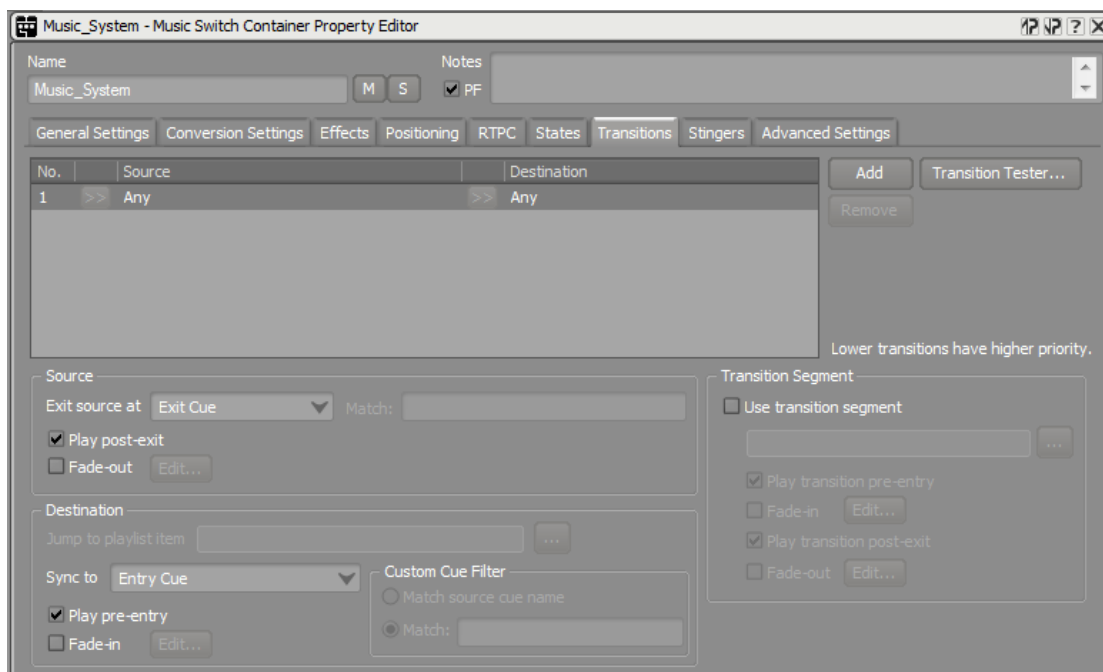 Music_System - Music Switch Container Property Editor
Name
Notes
Music_System
M
S
PF
General Settings Conversion Settings Effects Positioning RTPC States Transitions Stingers Advanced Settings
No. Source Destination
Add
Transition Tester...
1 >> Any >> Any
Remove
Lower transitions have higher priority.
Source
Exit source at Exit Cue Match:
Play post-exit
Fade-out Edit...
Transition Segment
Use transition segment
...
Play transition pre-entry
Fade-in Edit...
Play transition post-exit
Fade-out Edit...
Destination
Jump to playlist item ...
Sync to Entry Cue
Play pre-entry
Fade-in Edit...
Custom Cue Filter
Match source cue name
Match: